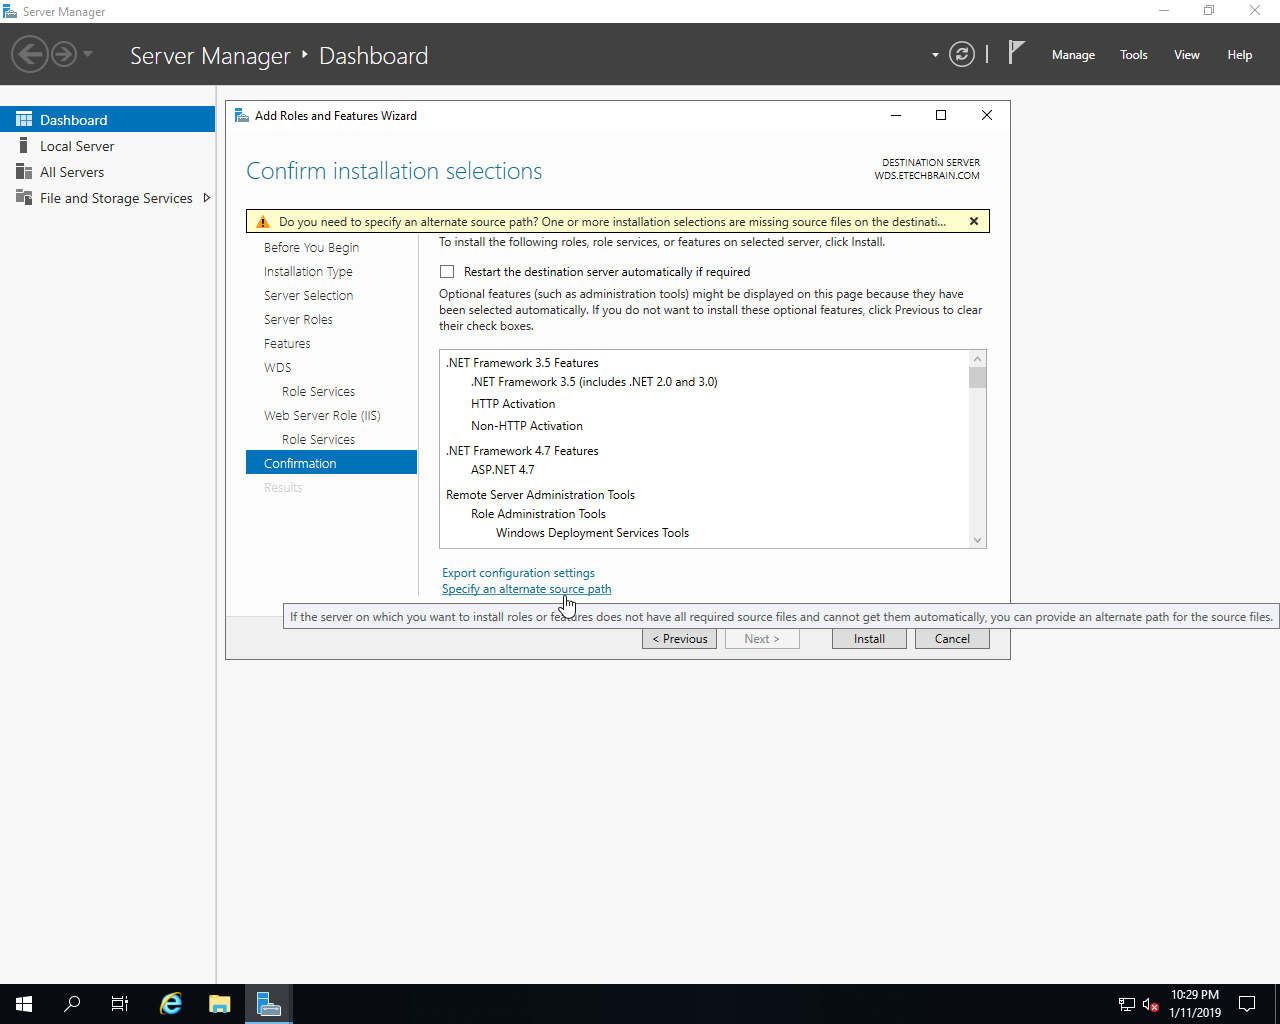 Server Manager
Server Manager
Dashboard
Manage
Tools
View
Help
Dashboard
Local Server
All Servers
File and Storage Services
Add Roles and Features Wizard
Confirm installation selections
DESTINATION SERVER
WDS.ETECHBRAIN.COM
Do you need to specify an alternate source path? One or more installation selections are missing source files on the destinati...
Before You Begin
Installation Type
Server Selection
Server Roles
Features
WDS
Role Services
Web Server Role (IIS)
Role Services
Confirmation
Results
To install the following roles, role services, or features on selected server, click Install.
Restart the destination server automatically if required
Optional features (such as administration tools) might be displayed on this page because they have
been selected automatically. If you do not want to install these optional features, click Previous to clear
their check boxes.
.NET Framework 3.5 Features
.NET Framework 3.5 (includes .NET 2.0 and 3.0)
HTTP Activation
Non-HTTP Activation
.NET Framework 4.7 Features
ASP.NET 4.7
Remote Server Administration Tools
Role Administration Tools
Windows Deployment Services Tools
Export configuration settings
Specify an alternate source path
If the server on which you want to install roles or features does not have all required source files and cannot get them automatically, you can provide an alternate path for the source files.
< Previous
Next >
Install
Cancel
10:29 PM
1/11/2019